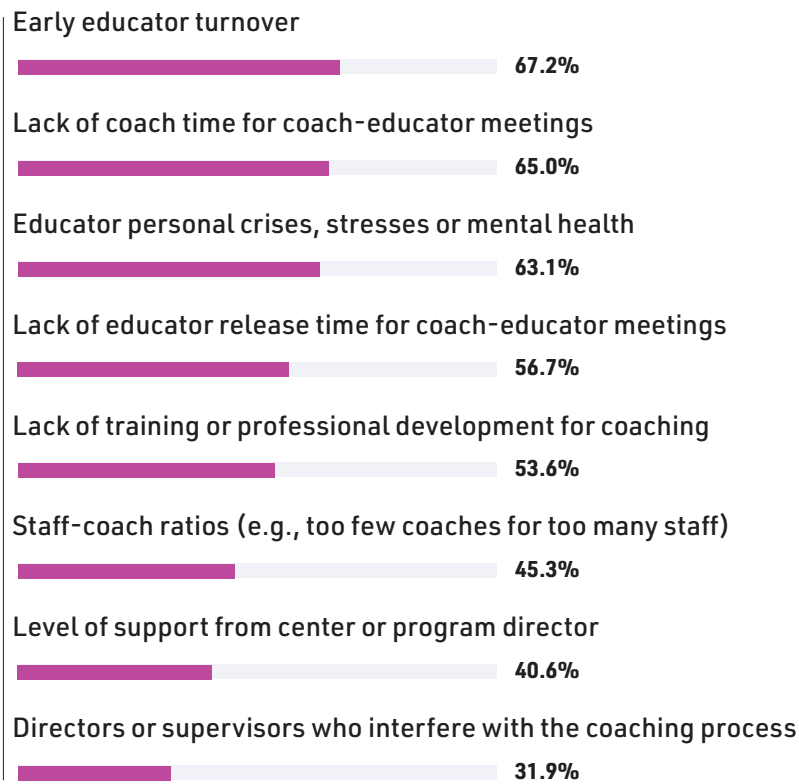 Early educator turnover
67.2%
Lack of coach time for coach-educator meetings
65.0%
Educator personal crises, stresses or mental health
63.1%
Lack of educator release time for coach-educator meetings
56.7%
Lack of training or professional development for coaching
53.6%
Staff-coach ratios (e.g., too few coaches for too many staff)
45.3%
Level of support from center or program director
40.6%
Directors or supervisors who interfere with the coaching process
31.9%